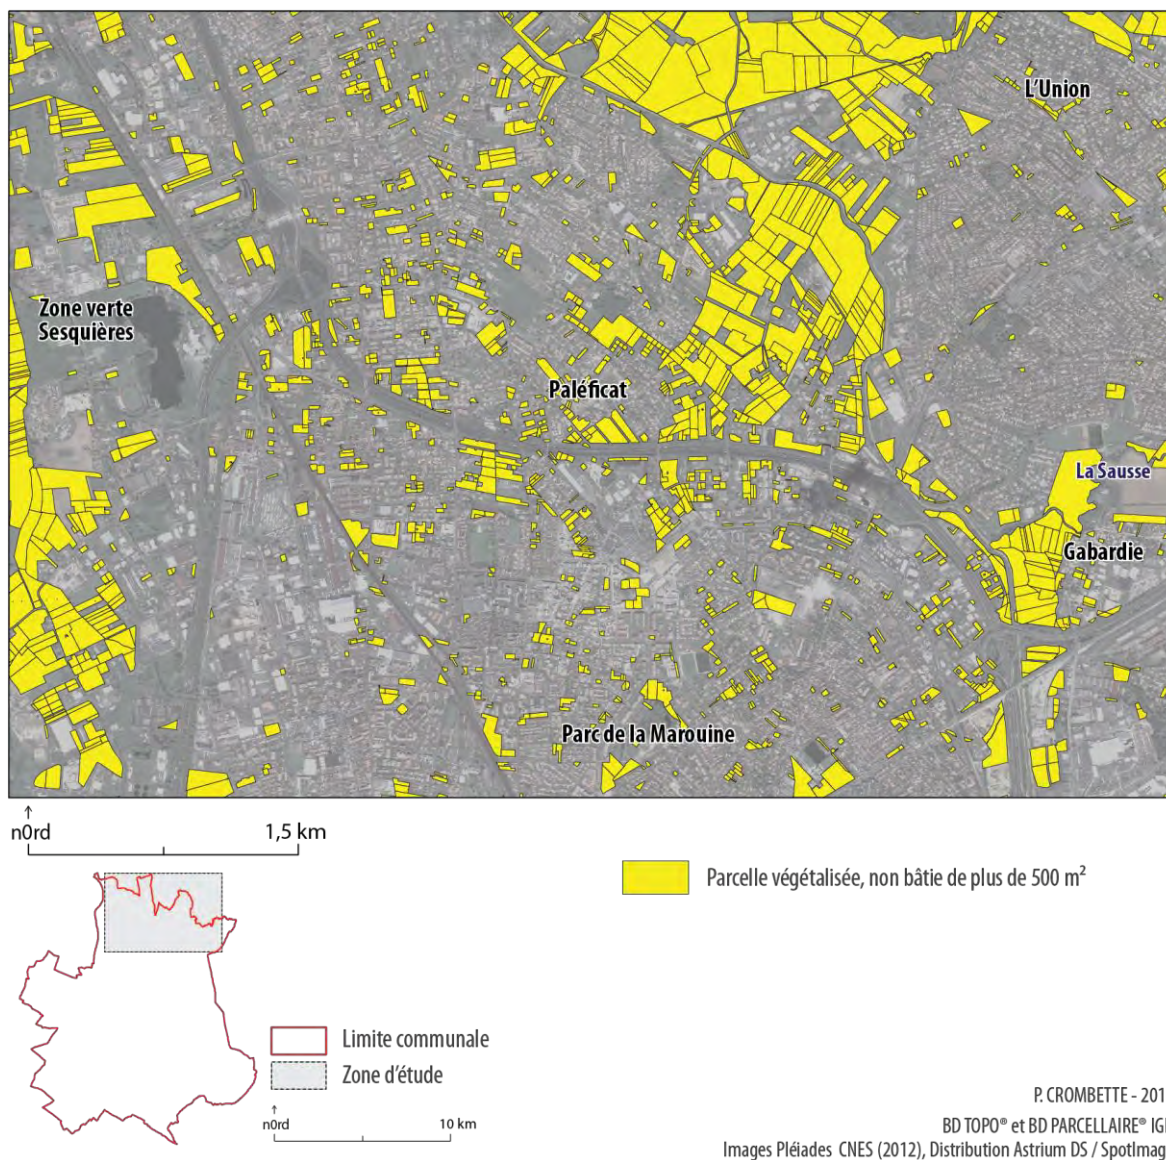 L'Union
Zone verte
Sesquières
Paléficat
La Sausse
Gabardie
Parc de la Marouine
n0rd
1,5 km
Parcelle végétalisée, non bâtie de plus de 500 m²
Limite communale
Zone d'étude
n0rd
10 km
P. CROMBETTE - 201
BD TOPO® et BD PARCELLAIRE® IG
Images Pléiades CNES (2012), Distribution Astrium DS / SpotImag